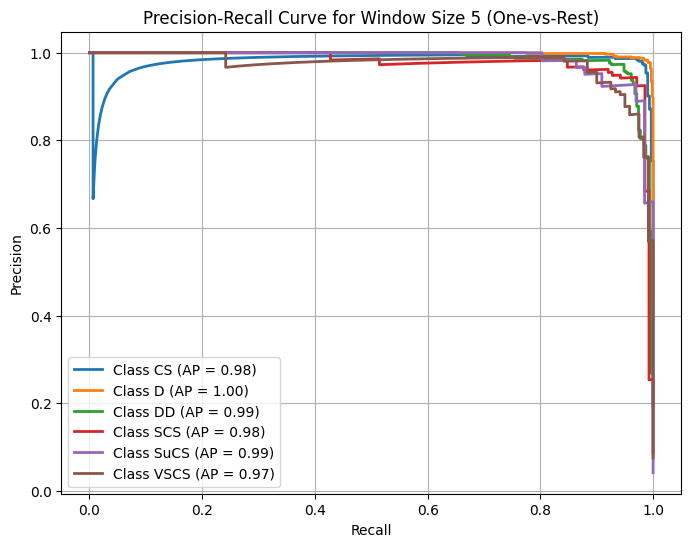 Precision-Recall Curve for Window Size 5 (One-vs-Rest)
1.0
0.8
0.6
0.4
0.2
0.0
Precision
Class CS (AP = 0.98)
Class D (AP = 1.00)
Class DD (AP = 0.99)
Class SCS (AP = 0.98)
Class SuCS (AP = 0.99)
Class VSCS (AP = 0.97)
0.0 0.2 0.4 0.6 0.8 1.0
Recall